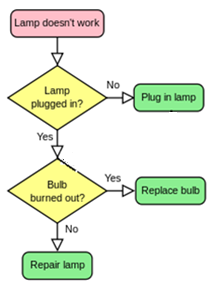 Lamp doesn't work
Lamp
plugged in?
No
Plug in lamp
Yes
Bulb
burned out?
Yes
Replace bulb
No
Repair lamp